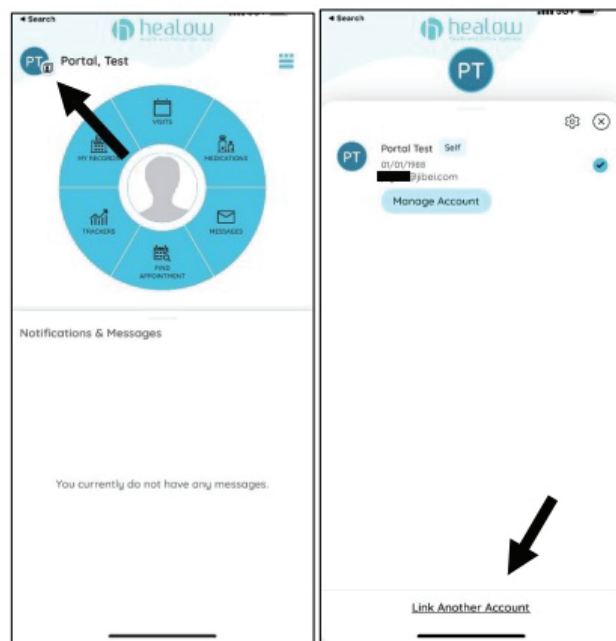 ◂ Search
healow
PT
Portal, Test
VISITS
MY RECORDS
MEDICATIONS
TRACKERS
MESSAGES
FIND
APPOINTMENT
Notifications & Messages
You currently do not have any messages.
◂ Search
healow
PT
PT
Portal Test Self
01/01/1988
@jibei.com
Manage Account
Link Another Account